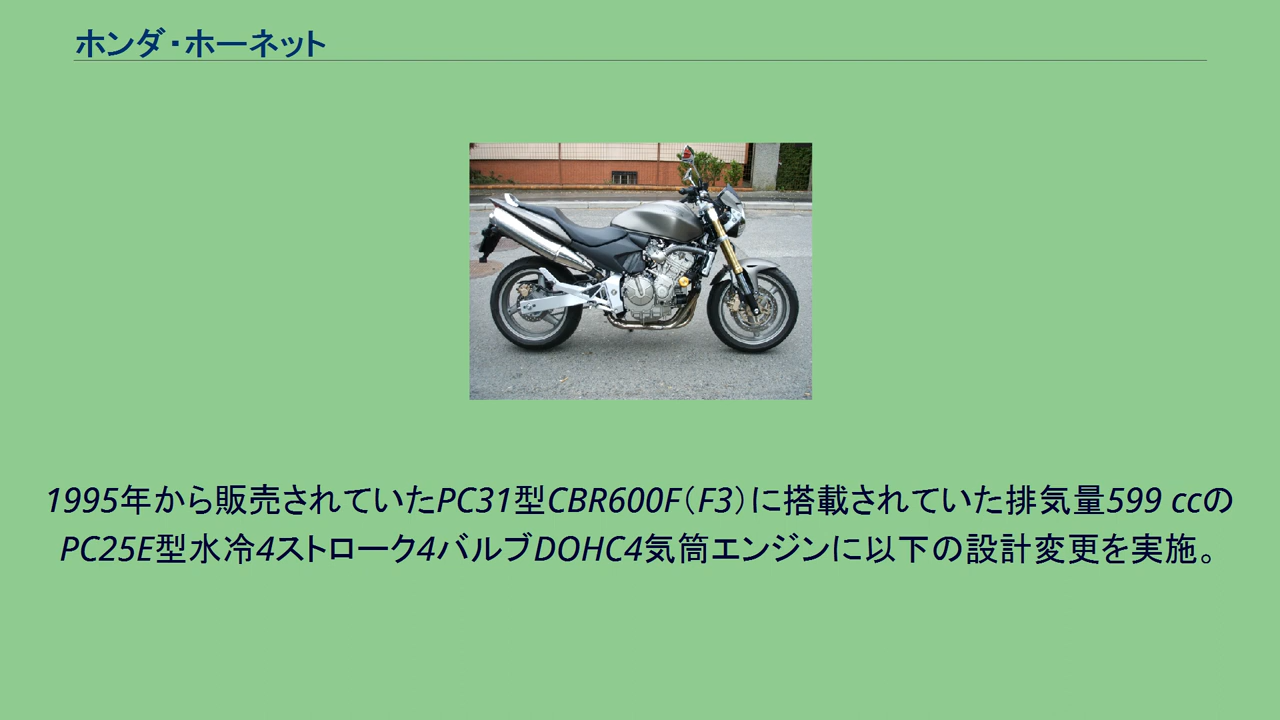 ホンダ・ホーネット
1995年から販売されていたPC31型CBR600F（F3）に搭載されていた排気量599 ccの
PC25E型水冷4ストローク4バルブDOHC4気筒エンジンに以下の設計変更を実施。